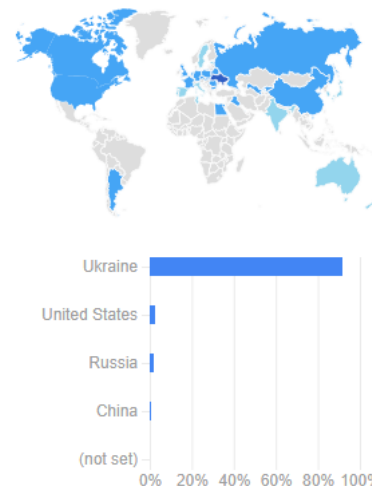 Ukraine
United States
Russia
China
(not set)
0% 20% 40% 60% 80% 100%